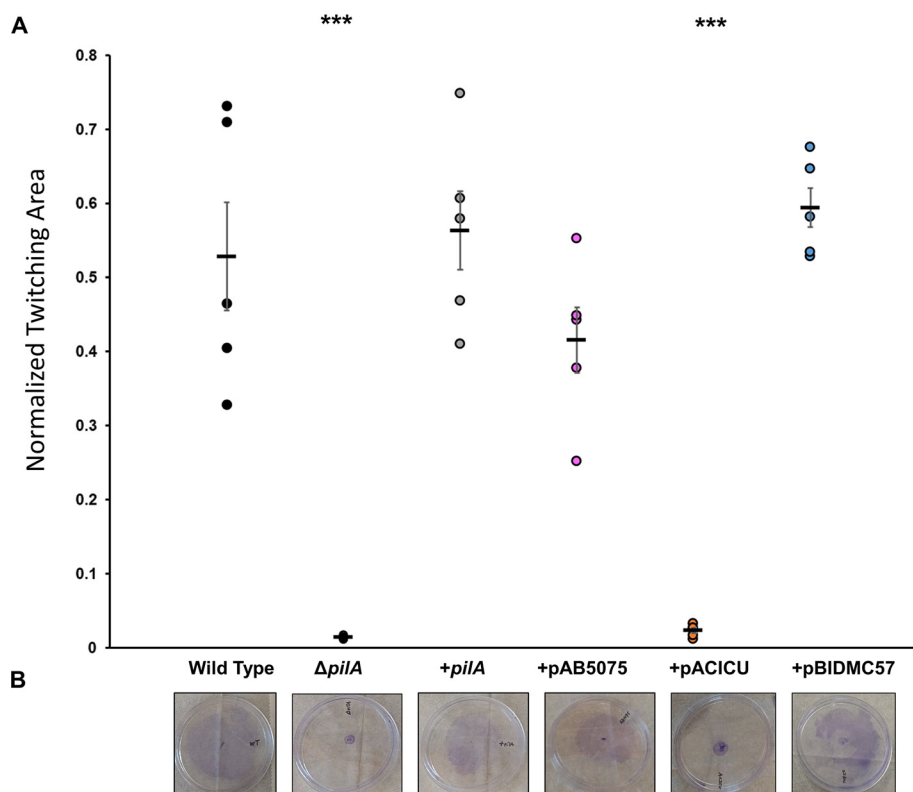 A
*** ***
0.8
0.7
0.6
0.5
0.4
0.3
0.2
0.1
0
Normalized Twitching Area
Wild Type ΔpilA +pilA +pAB5075 +pACICU +pBIDMC57
B
WT